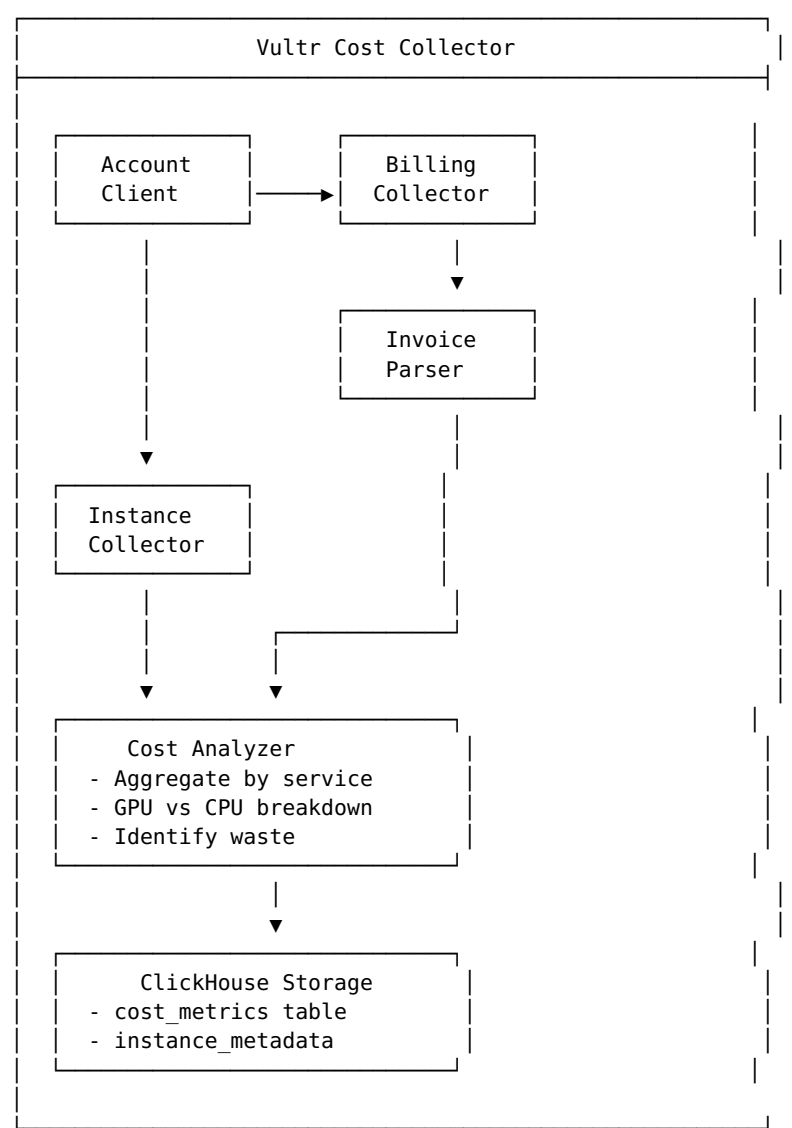 Vultr Cost Collector
Account
Client
Billing
Collector
Invoice
Parser
Instance
Collector
Cost Analyzer
- Aggregate by service
- GPU vs CPU breakdown
- Identify waste
ClickHouse Storage
- cost_metrics table
- instance_metadata